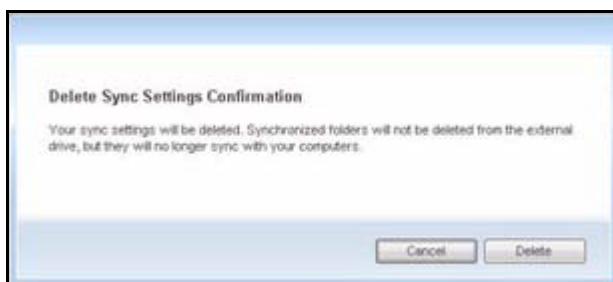 Delete Sync Settings Confirmation
Your sync settings will be deleted. Synchronized folders will not be deleted from the external
drive, but they will no longer sync with your computers.
Cancel
Delete